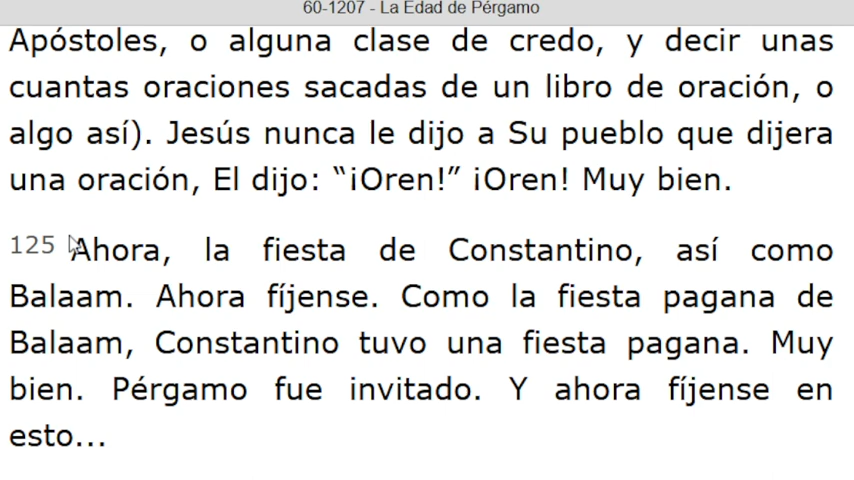 60-1207 - La Edad de Pérgamo
Apóstoles, o alguna clase de credo, y decir unas
cuantas oraciones sacadas de un libro de oración, o
algo así). Jesús nunca le dijo a Su pueblo que dijera
una oración, El dijo: “¡Oren!” ¡Oren! Muy bien.
125 Ahora, la fiesta de Constantino, así como
Balaam. Ahora fíjense. Como la fiesta pagana de
Balaam, Constantino tuvo una fiesta pagana. Muy
bien. Pérgamo fue invitado. Y ahora fíjense en
esto...